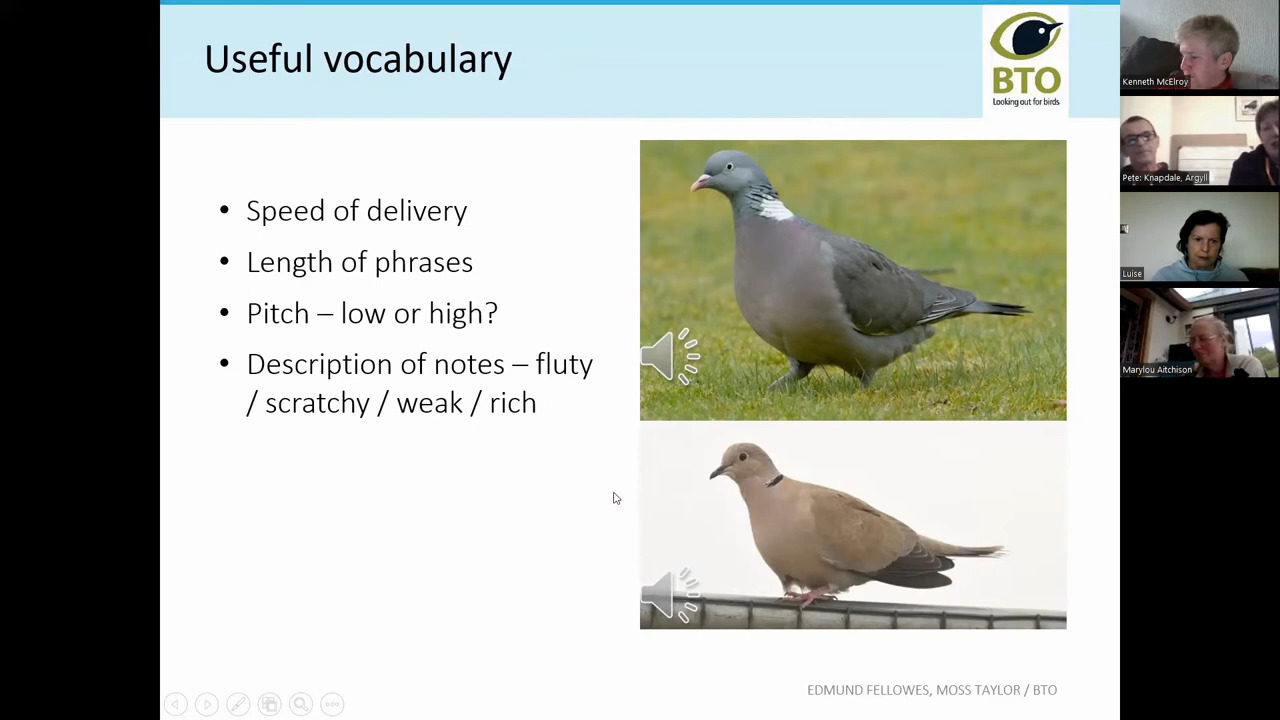 Useful vocabulary
BTO
Looking out for birds
• Speed of delivery
• Length of phrases
• Pitch – low or high?
• Description of notes – fluty
/ scratchy / weak / rich
EDMUND FELLOWES, MOSS TAYLOR / BTO
Kenneth McElroy
Pete: Knapdale, Argyll
Luise
Marylou Aitchison